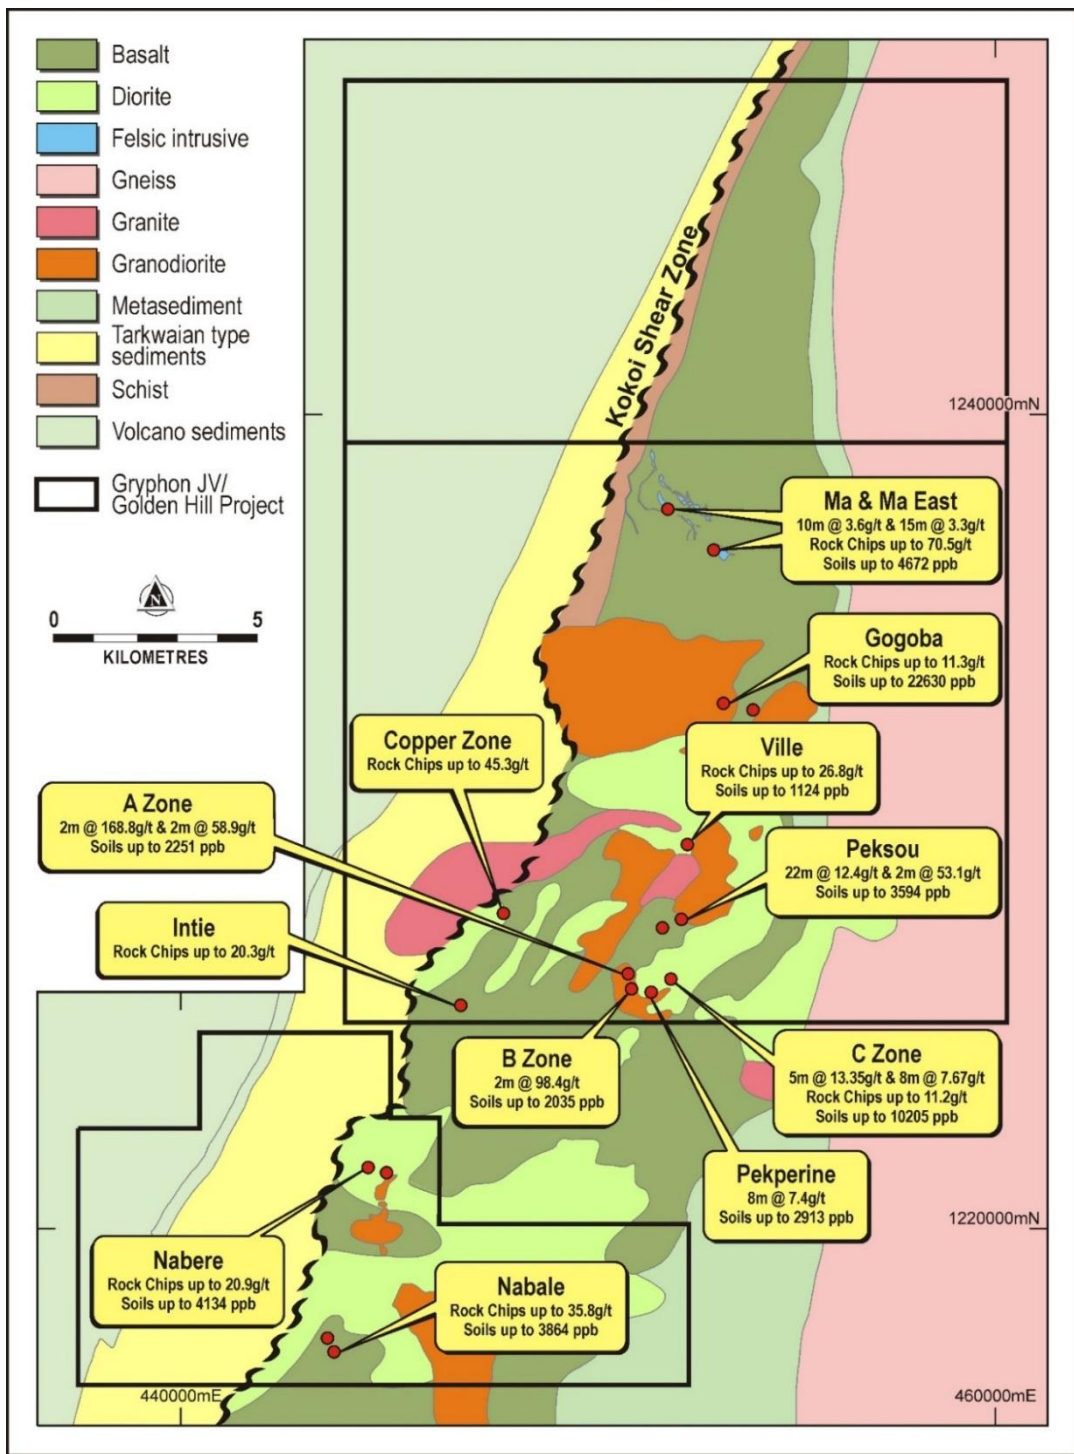 Basalt
Diorite
Felsic intrusive
Gneiss
Granite
Granodiorite
Metasediment
Tarkwaian type
sediments
Schist
Volcano sediments
Gryphon JV/
Golden Hill Project
N
0 5
KILOMETRES
Kokoi Shear Zone
1240000mN
Ma & Ma East
10m @ 3.6g/t & 15m @ 3.3g/t
Rock Chips up to 70.5g/t
Soils up to 4672 ppb
Gogoba
Rock Chips up to 11.3g/t
Soils up to 22630 ppb
Copper Zone
Rock Chips up to 45.3g/t
Ville
Rock Chips up to 26.8g/t
Soils up to 1124 ppb
A Zone
2m @ 168.8g/t & 2m @ 58.9g/t
Soils up to 2251 ppb
Peksou
22m @ 12.4g/t & 2m @ 53.1g/t
Soils up to 3594 ppb
Intie
Rock Chips up to 20.3g/t
B Zone
2m @ 98.4g/t
Soils up to 2035 ppb
C Zone
5m @ 13.35g/t & 8m @ 7.67g/t
Rock Chips up to 11.2g/t
Soils up to 10205 ppb
Pekperine
8m @ 7.4g/t
Soils up to 2913 ppb
1220000mN
Nabere
Rock Chips up to 20.9g/t
Soils up to 4134 ppb
Nabale
Rock Chips up to 35.8g/t
Soils up to 3864 ppb
440000mE
460000mE